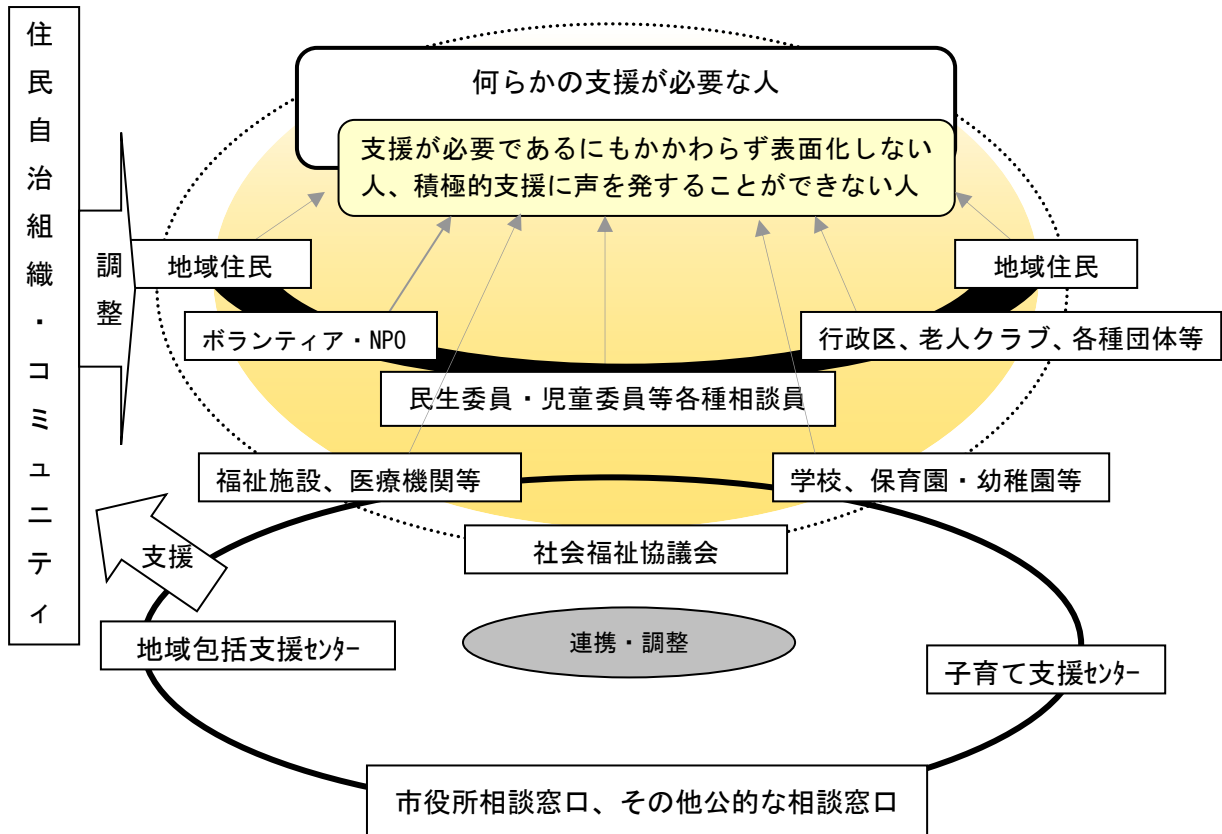 住民自治組織・コミュニティ
調整
何らかの支援が必要な人
支援が必要であるにもかかわらず表面化しない
人、積極的支援に声を発することができない人
地域住民
地域住民
ボランティア・NPO
行政区、老人クラブ、各種団体等
民生委員・児童委員等各種相談員
福祉施設、医療機関等
学校、保育園・幼稚園等
支援
社会福祉協議会
地域包括支援ｾﾝﾀｰ
連携・調整
子育て支援ｾﾝﾀｰ
市役所相談窓口、その他公的な相談窓口